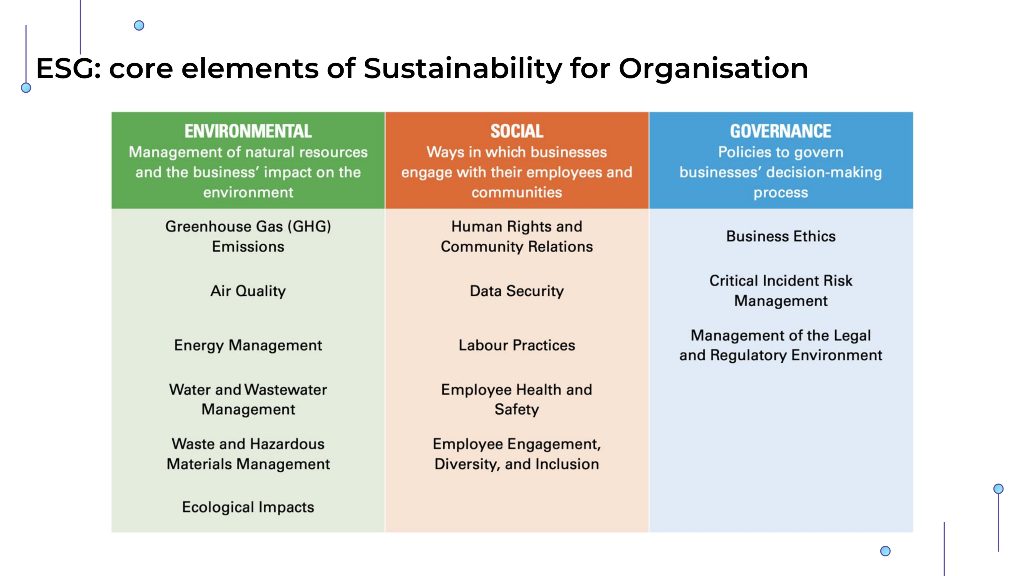 ESG: core elements of Sustainability for Organisation
ENVIRONMENTAL
Management of natural resources
and the business’ impact on the
environment
Greenhouse Gas (GHG)
Emissions
Air Quality
Energy Management
Water and Wastewater
Management
Waste and Hazardous
Materials Management
Ecological Impacts
SOCIAL
Ways in which businesses
engage with their employees and
communities
Human Rights and
Community Relations
Data Security
Labour Practices
Employee Health and
Safety
Employee Engagement,
Diversity, and Inclusion
GOVERNANCE
Policies to govern
businesses’ decision-making
process
Business Ethics
Critical Incident Risk
Management
Management of the Legal
and Regulatory Environment